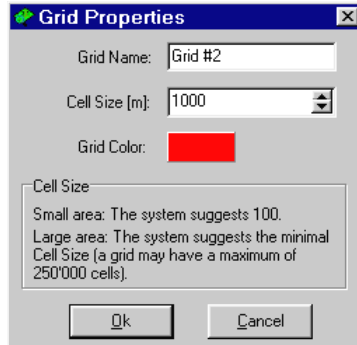 Grid Properties
Grid Name: Grid #2
Cell Size [m]: 1000
Grid Color:
Cell Size
Small area: The system suggests 100.
Large area: The system suggests the minimal
Cell Size (a grid may have a maximum of
250'000 cells).
Ok Cancel